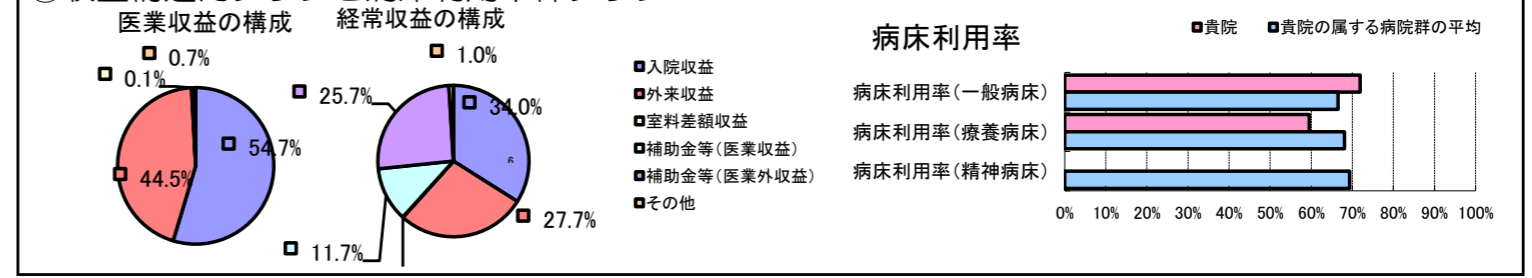 医業収益の構成
経常収益の構成
0.7%
0.1%
54.7%
44.5%
1.0%
25.7%
34.0%
27.7%
11.7%
入院収益
外来収益
室料差額収益
補助金等(医業収益)
補助金等(医業外収益)
その他
病床利用率
貴院 貴院の属する病院群の平均
病床利用率(一般病床)
病床利用率(療養病床)
病床利用率(精神病床)
0% 10% 20% 30% 40% 50% 60% 70% 80% 90% 100%